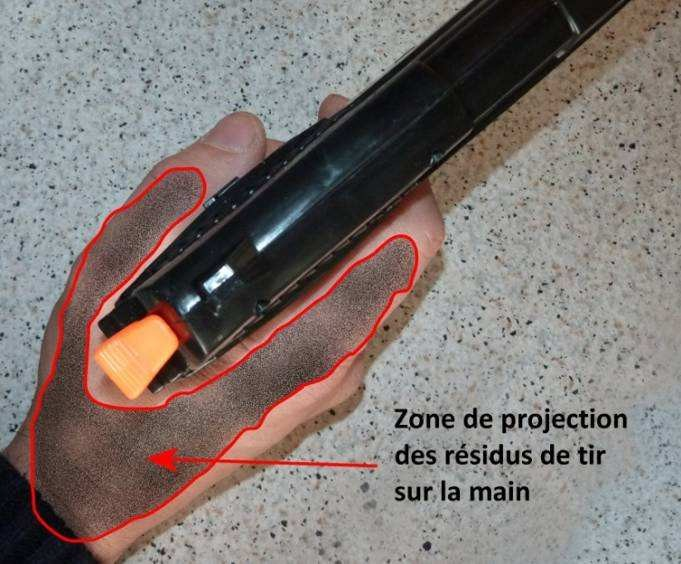 Zone de projection
des résidus de tir
sur la main